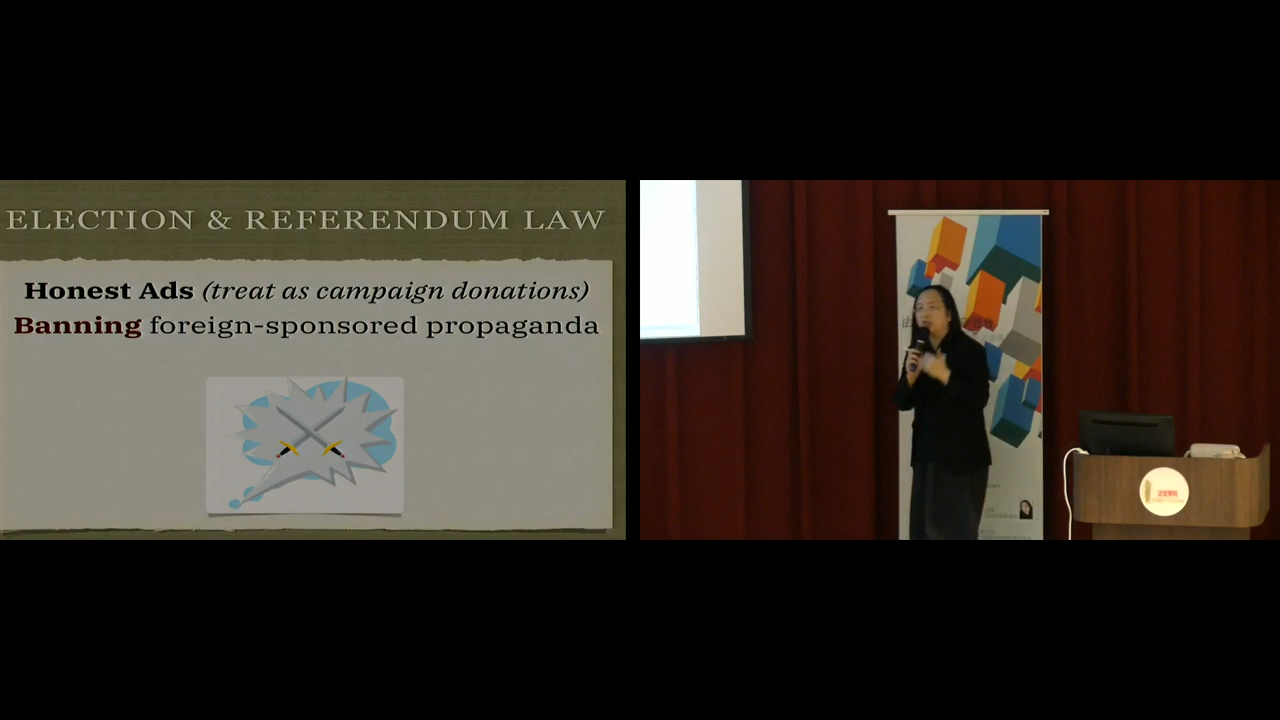 ELECTION & REFERENDUM LAW
Honest Ads (treat as campaign donations)
Banning foreign-sponsored propaganda